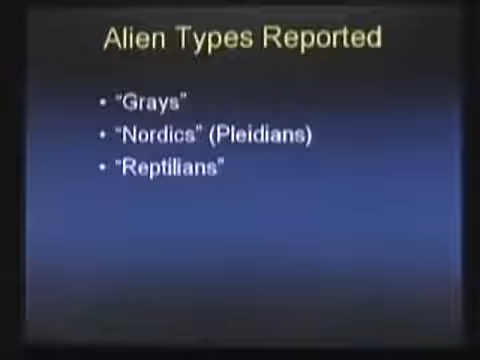 Alien Types Reported
• "Grays"
• "Nordics" (Pleidians)
• "Reptilians"